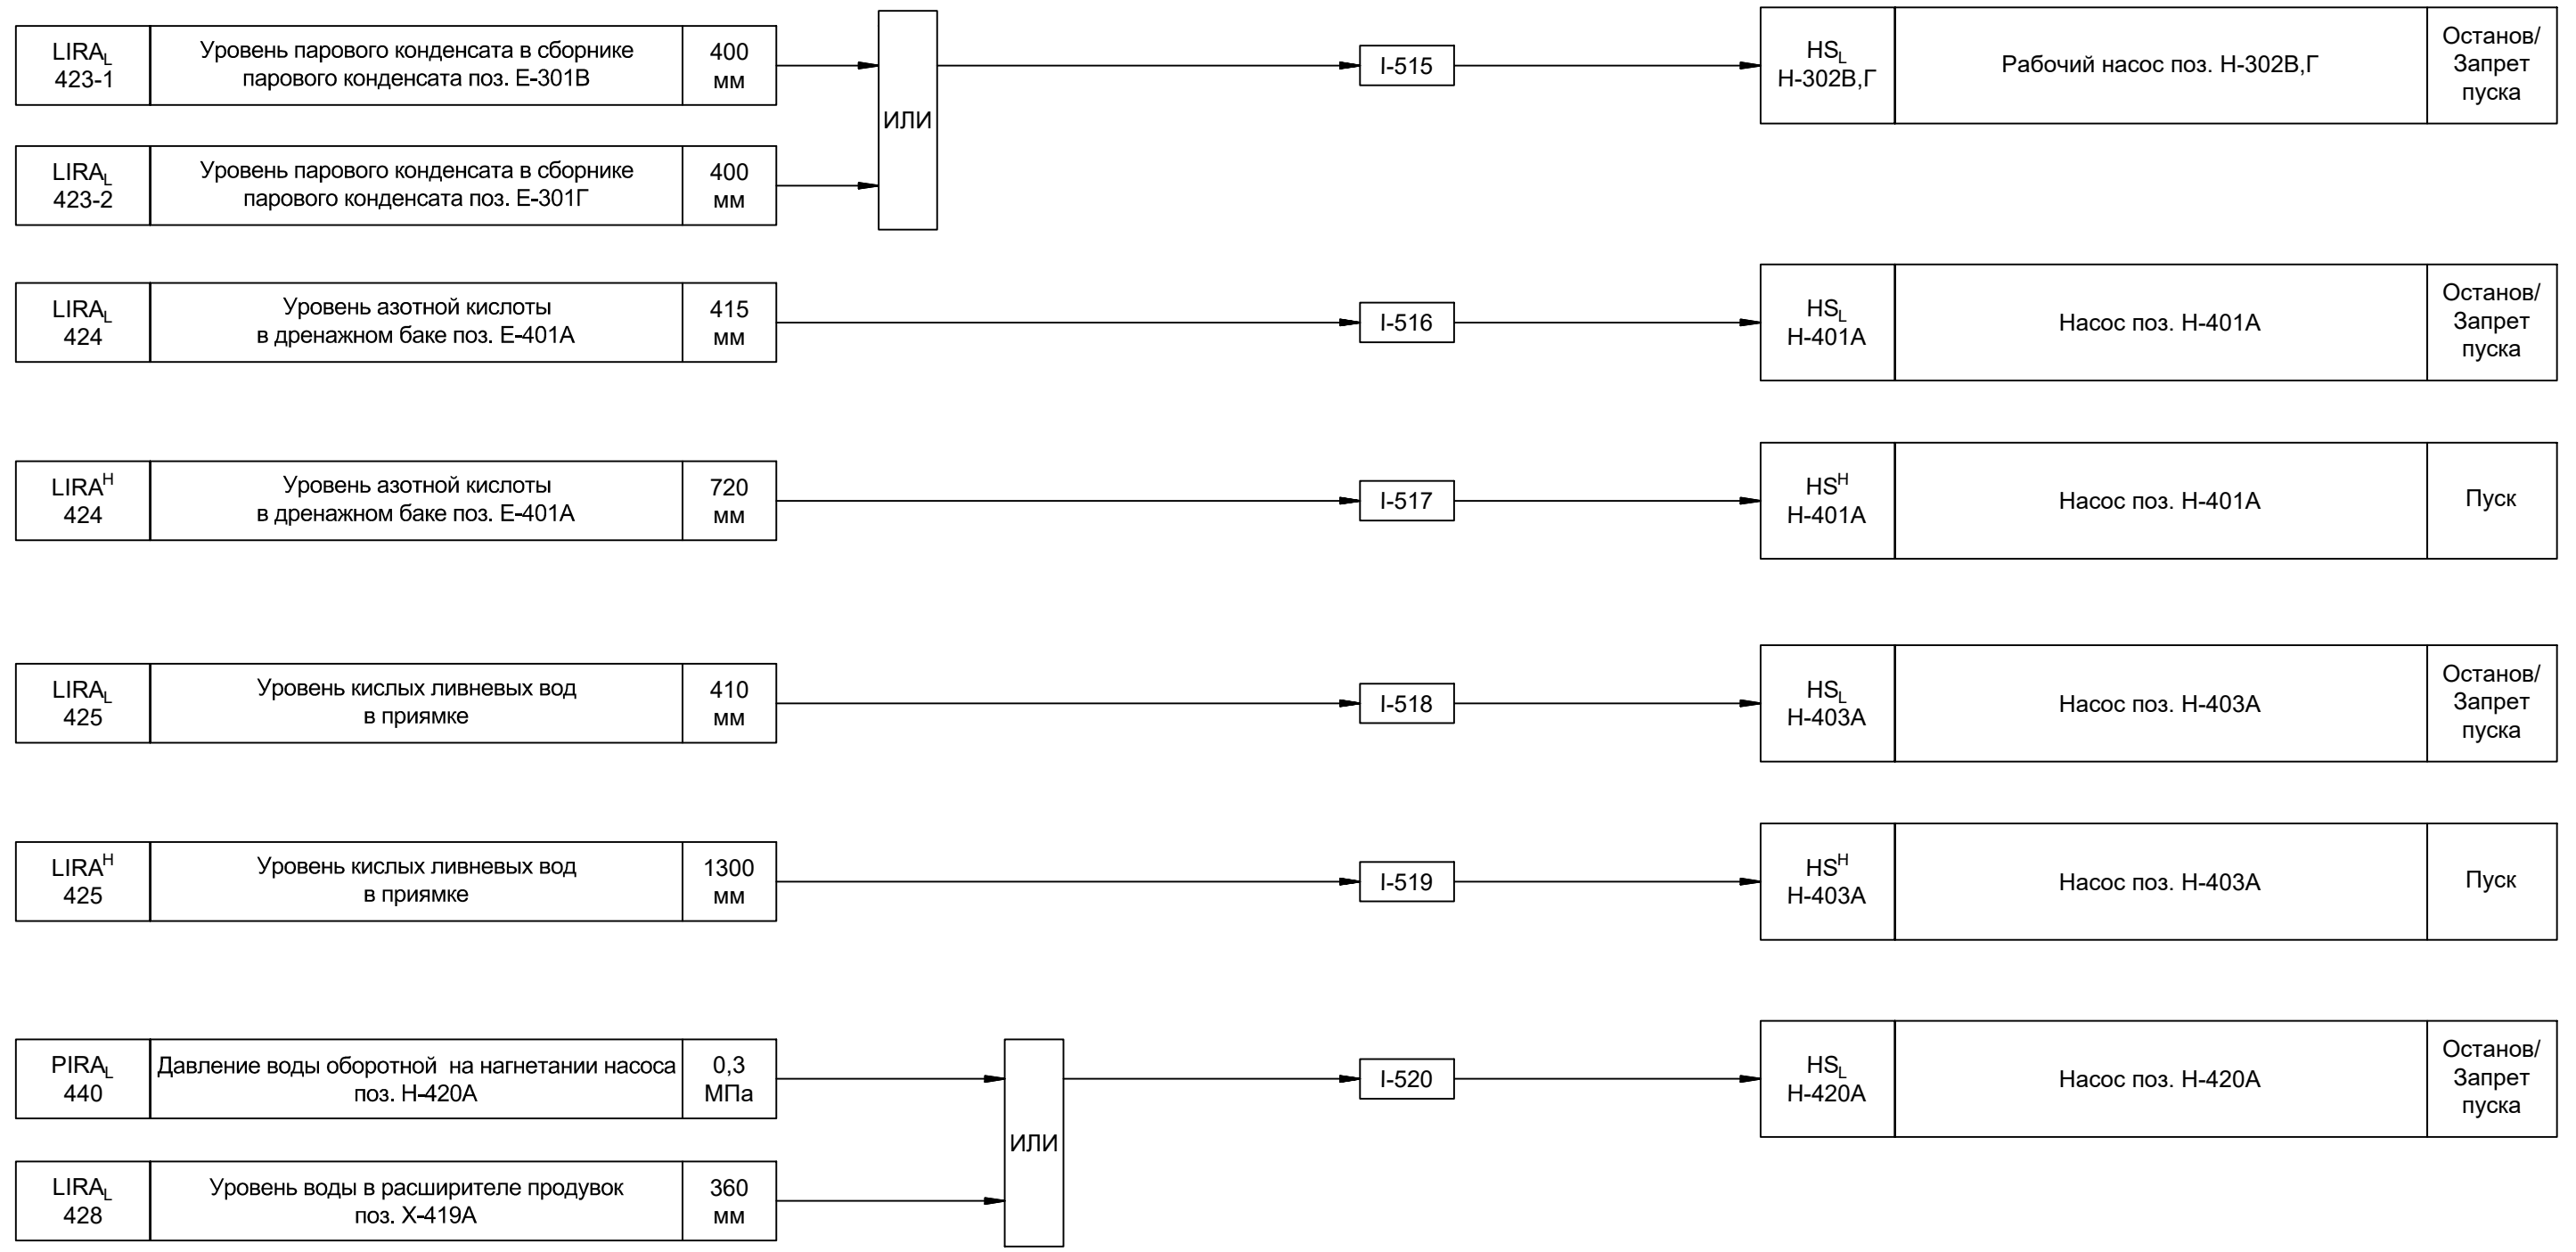 LIRAL
423-1
Уровень парового конденсата в сборнике
парового конденсата поз. Е-301В
400
мм
ИЛИ
I-515
HSL
Н-302В,Г
Рабочий насос поз. Н-302В,Г
Останов/
Запрет
пуска
LIRAL
423-2
Уровень парового конденсата в сборнике
парового конденсата поз. Е-301Г
400
мм
LIRAL
424
Уровень азотной кислоты
в дренажном баке поз. Е-401А
415
мм
I-516
HSL
Н-401А
Насос поз. Н-401А
Останов/
Запрет
пуска
LIRAH
424
Уровень азотной кислоты
в дренажном баке поз. Е-401А
720
мм
I-517
HSH
Н-401А
Насос поз. Н-401А
Пуск
LIRAL
425
Уровень кислых ливневых вод
в приямке
410
мм
I-518
HSL
Н-403А
Насос поз. Н-403А
Останов/
Запрет
пуска
LIRAH
425
Уровень кислых ливневых вод
в приямке
1300
мм
I-519
HSH
Н-403А
Насос поз. Н-403А
Пуск
PIRAL
440
Давление воды оборотной на нагнетании насоса
поз. Н-420А
0,3
МПа
ИЛИ
I-520
HSL
Н-420А
Насос поз. Н-420А
Останов/
Запрет
пуска
LIRAL
428
Уровень воды в расширителе продувок
поз. Х-419А
360
мм